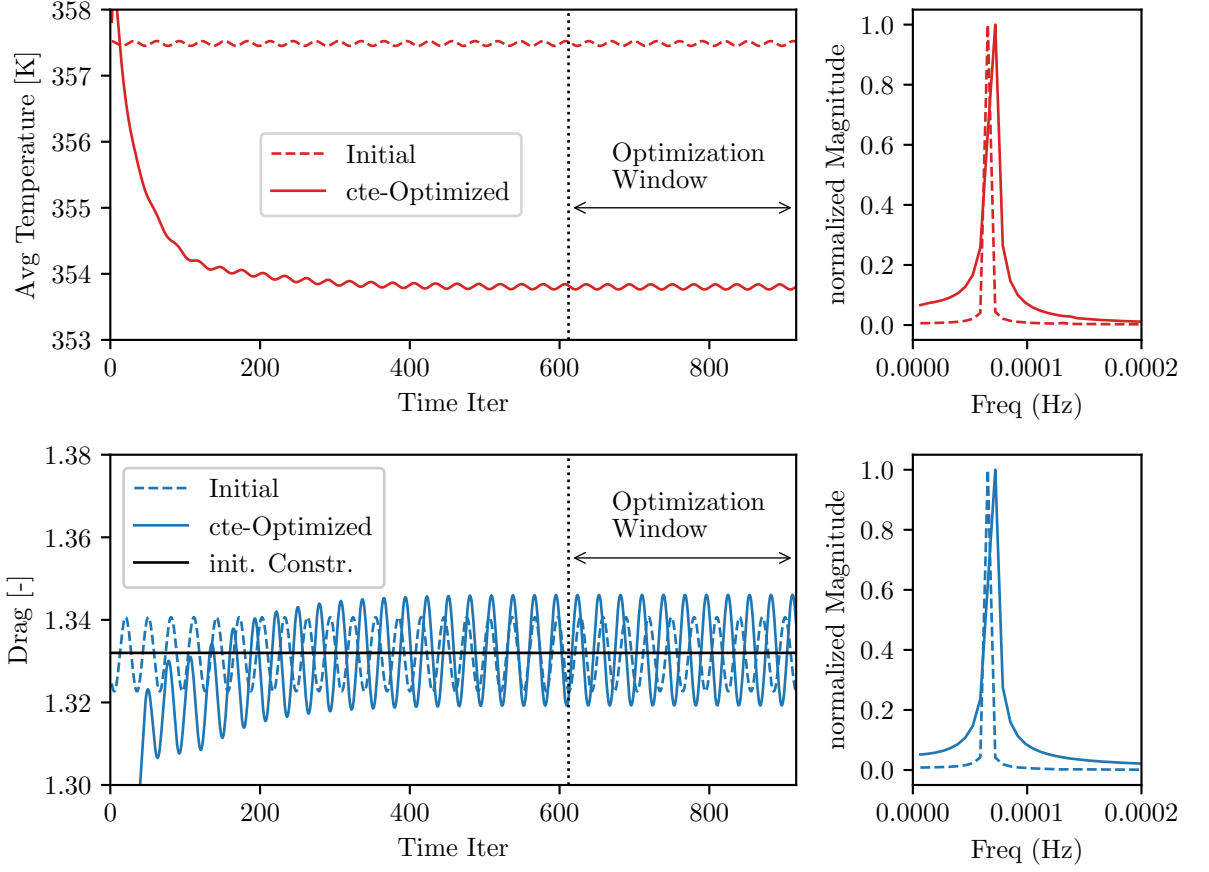 358
357
356
355
354
353
Avg Temperature [K]
Initial
cte-Optimized
Optimization
Window
0
200
400
600
800
Time Iter
1.0
0.8
0.6
0.4
0.2
0.0
normalized Magnitude
0.0000
0.0001
0.0002
Freq (Hz)
1.38
1.36
1.34
1.32
1.30
Drag [-]
Initial
cte-Optimized
init. Constr.
Optimization
Window
0
200
400
600
800
Time Iter
1.0
0.8
0.6
0.4
0.2
0.0
normalized Magnitude
0.0000
0.0001
0.0002
Freq (Hz)